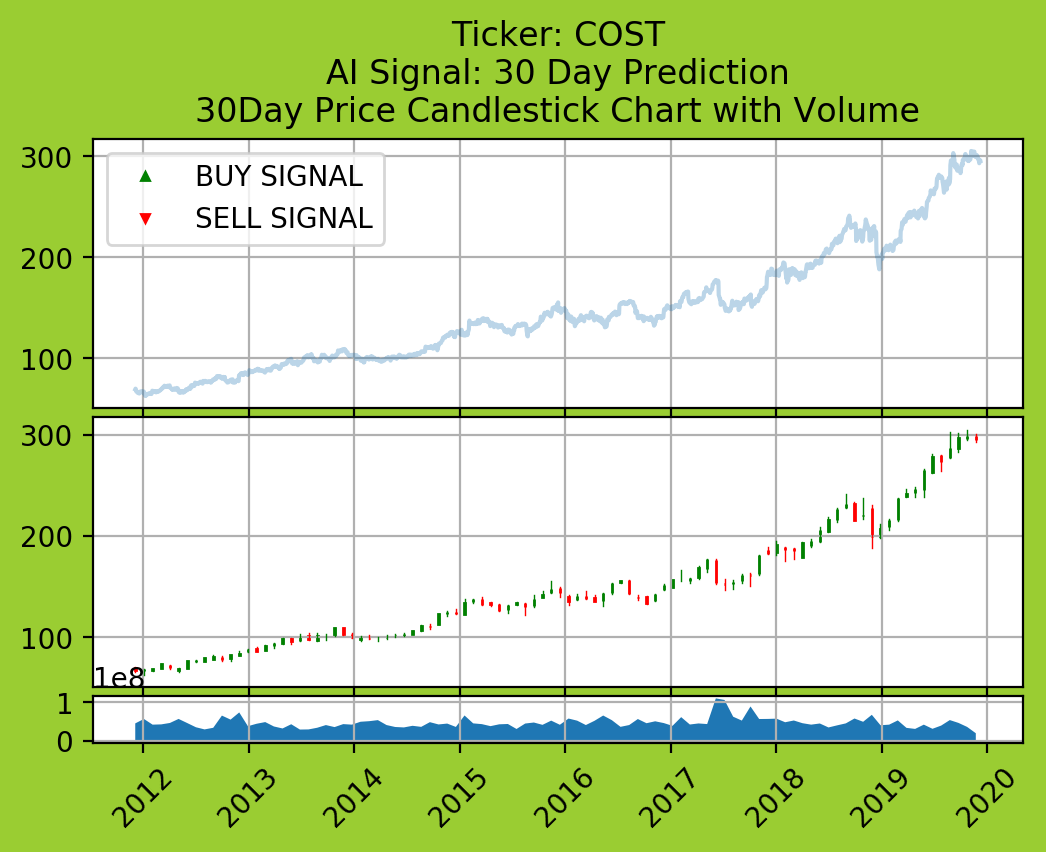 Ticker: COST
AI Signal: 30 Day Prediction
30Day Price Candlestick Chart with Volume
300
BUY SIGNAL
SELL SIGNAL
200
100
300
200
100
1e8
1
0
2012 2013 2014 2015 2016 2017 2018 2019 2020